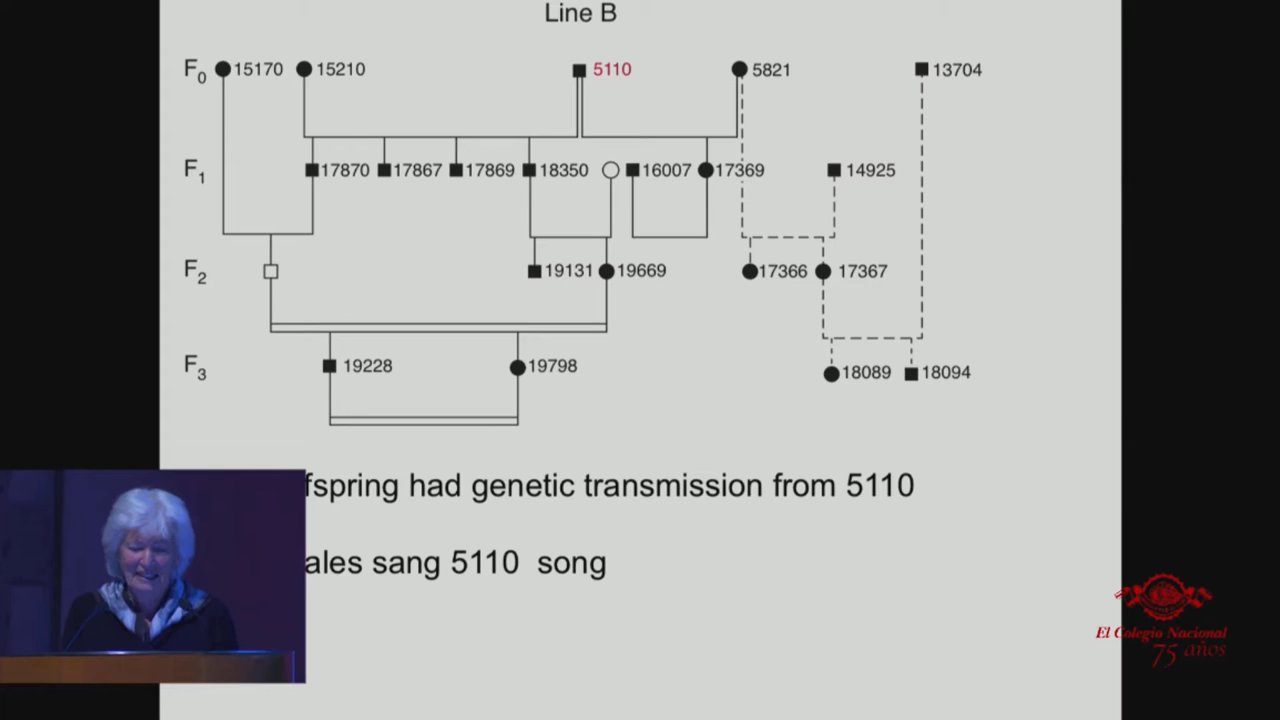 Line B
F0 15170 15210 5110 5821 13704
F1 17870 17867 17869 18350 16007 17369 14925
F2 19131 19669 17366 17367
F3 19228 19798 18089 18094
fspring had genetic transmission from 5110
ales sang 5110 song
El Colegio Nacional
75 años